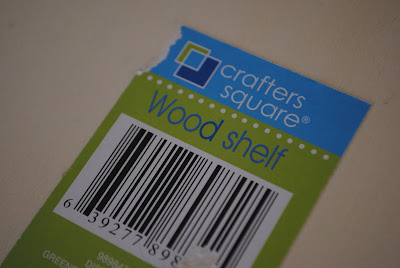 crafters
square®
Wood shelf
6 39277 898